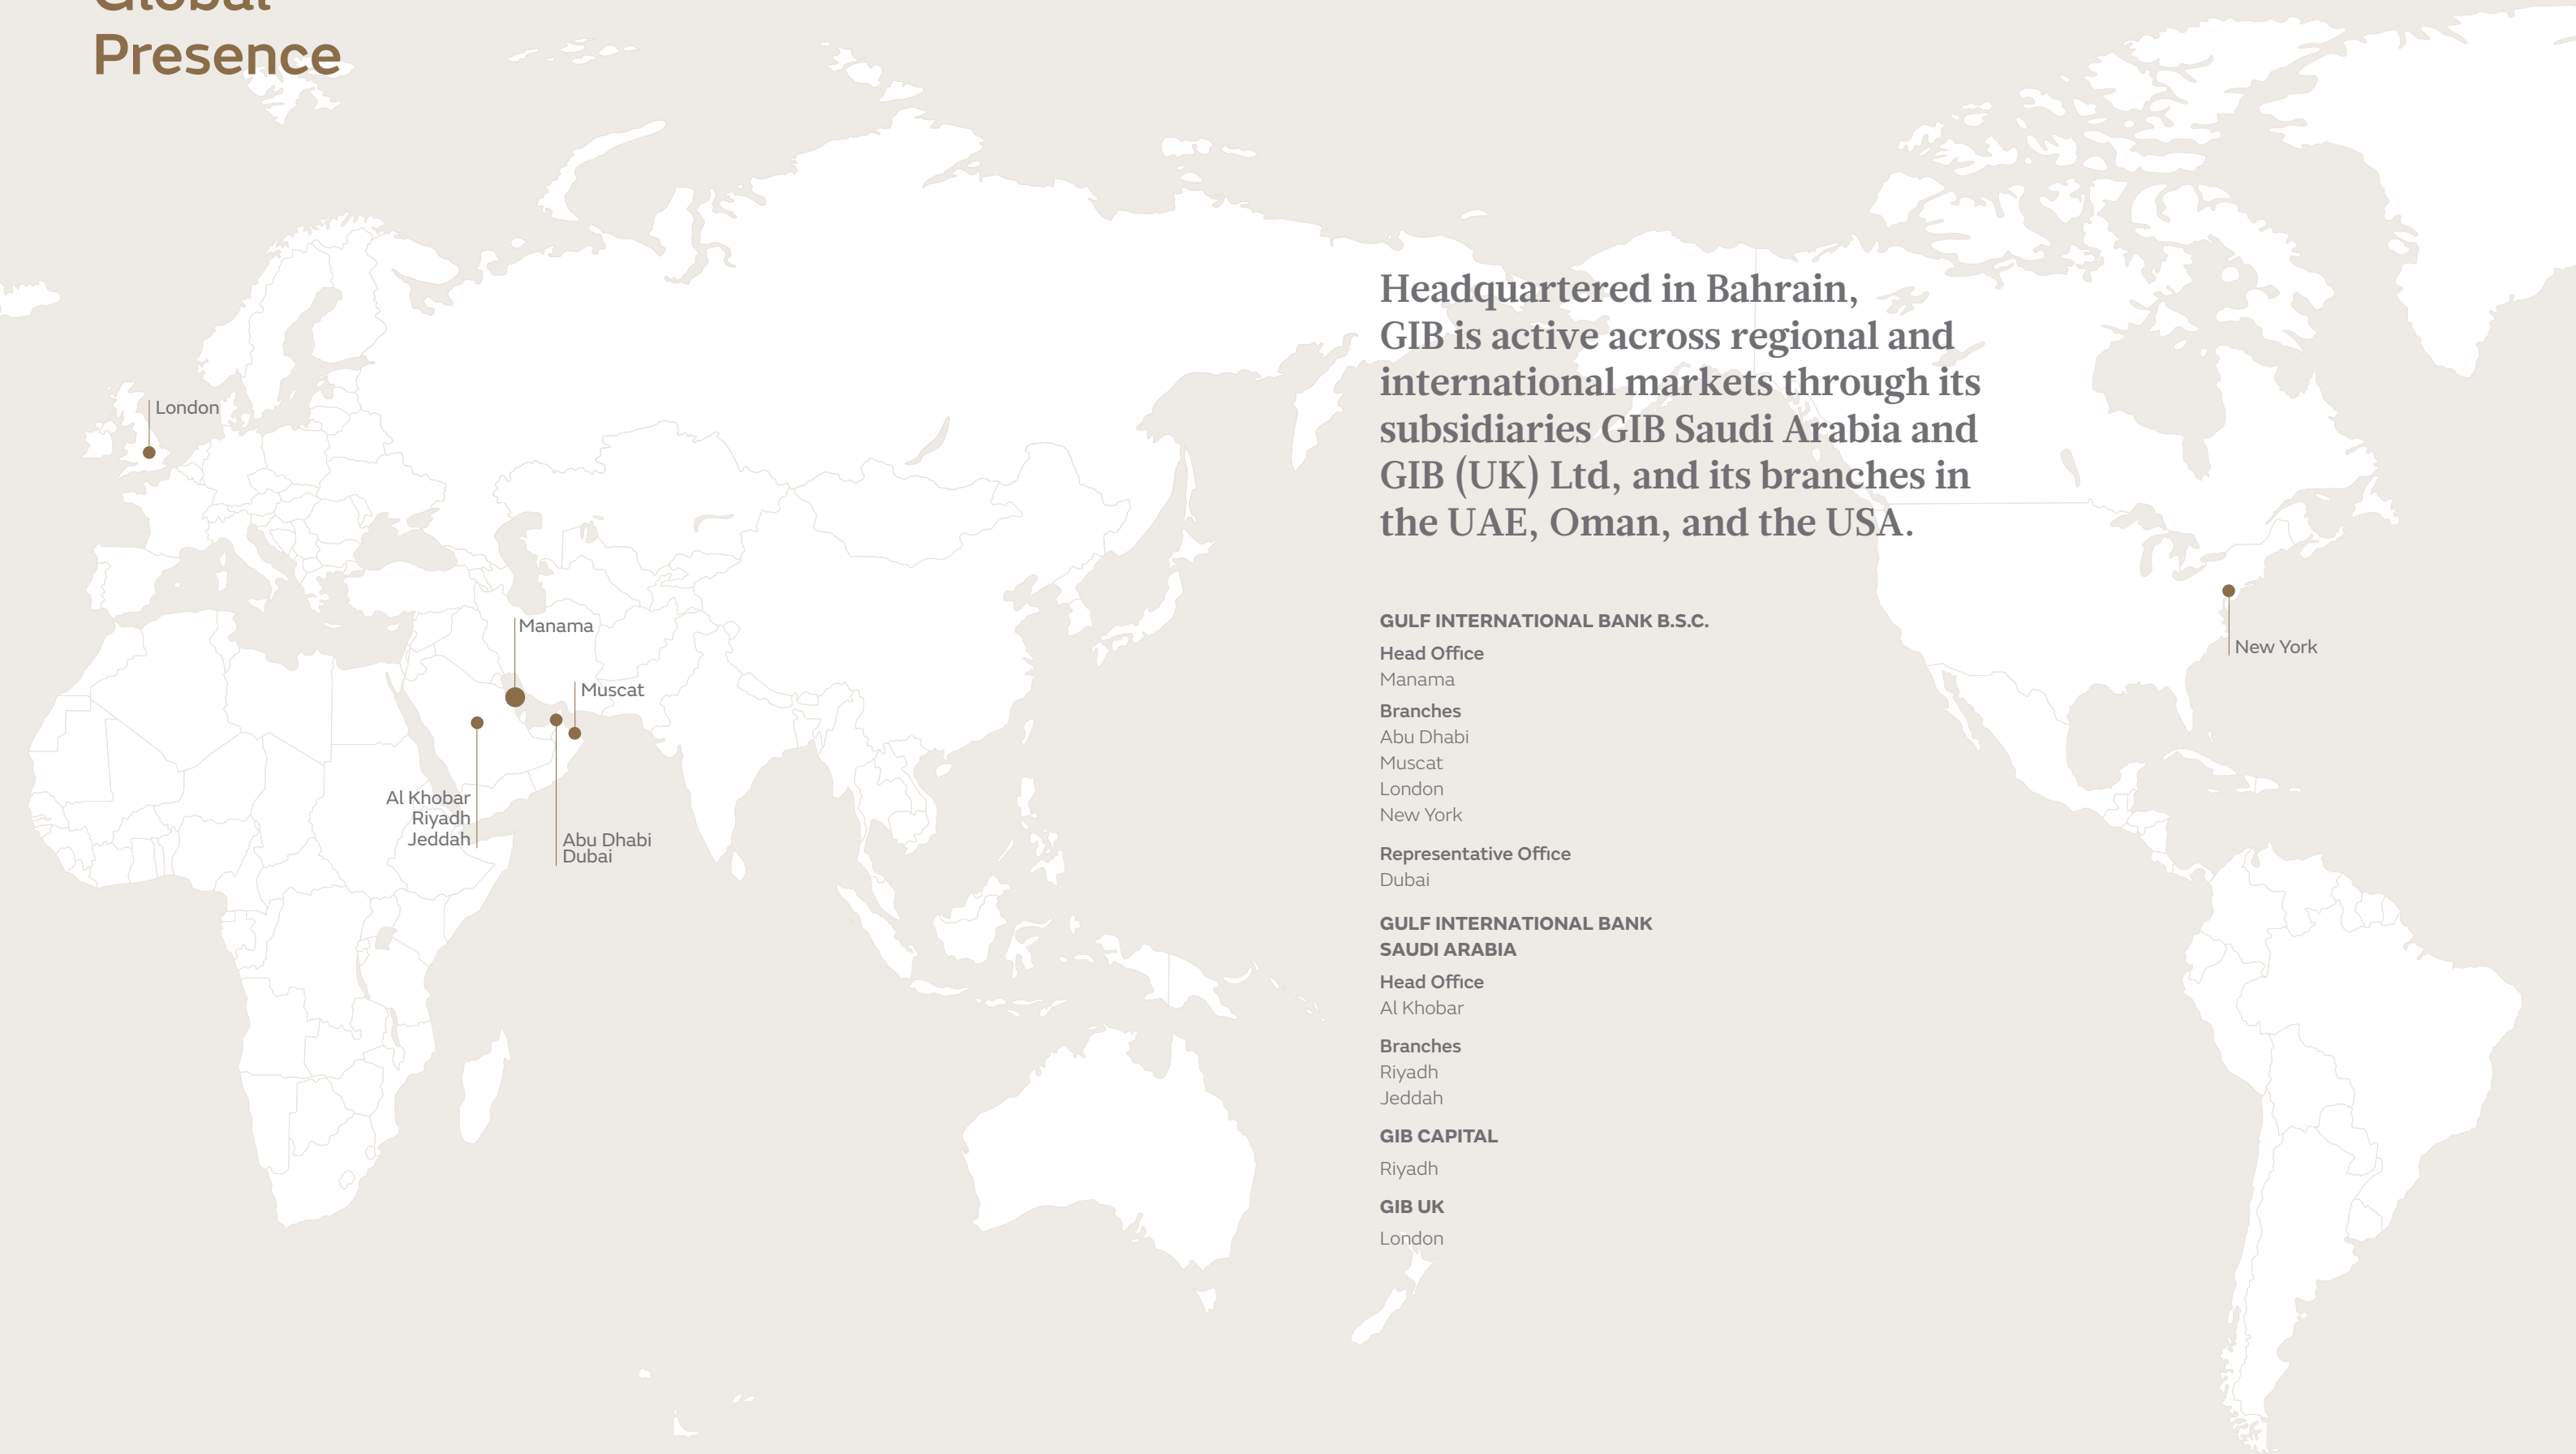 Global
Presence
London
Manama
Muscat
Al Khobar
Riyadh
Jeddah
Abu Dhabi
Dubai
Headquartered in Bahrain,
GIB is active across regional and
international markets through its
subsidiaries GIB Saudi Arabia and
GIB (UK) Ltd, and its branches in
the UAE, Oman, and the USA.
GULF INTERNATIONAL BANK B.S.C.
Head Office
Manama
Branches
Abu Dhabi
Muscat
London
New York
Representative Office
Dubai
GULF INTERNATIONAL BANK
SAUDI ARABIA
Head Office
Al Khobar
Branches
Riyadh
Jeddah
GIB CAPITAL
Riyadh
GIB UK
London
New York